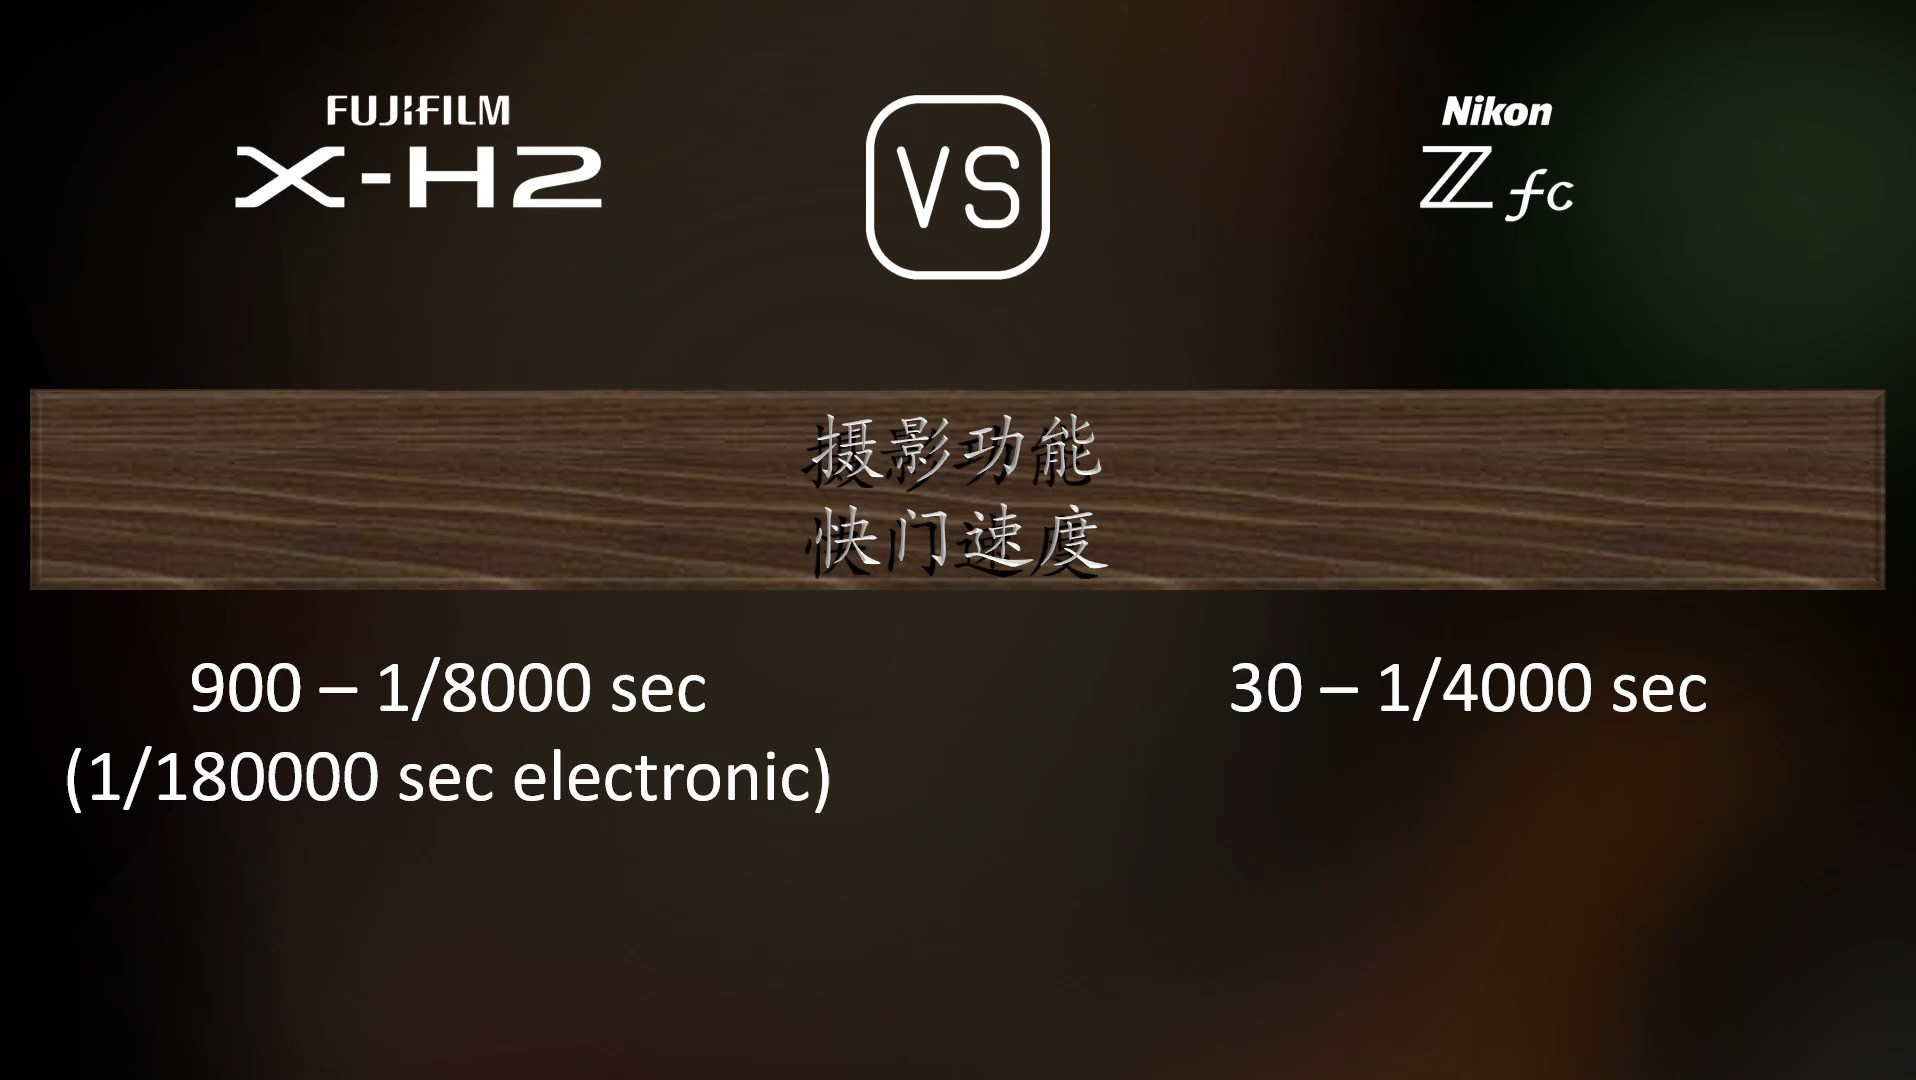 FUJIFILM
X-H2
VS
Nikon
Z fc
摄影功能
快门速度
900 – 1/8000 sec
(1/180000 sec electronic)
30 – 1/4000 sec